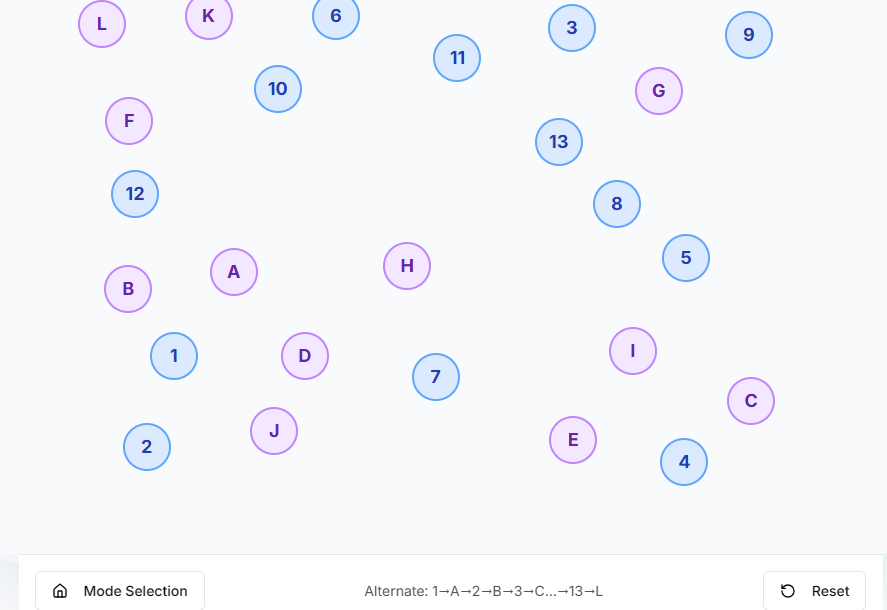 L
K
6
3
9
11
10
G
F
13
12
8
5
H
A
B
I
1
D
7
C
J
E
2
4
Mode Selection
Alternate: 1→A→2→B→3→C...→13→L
Reset